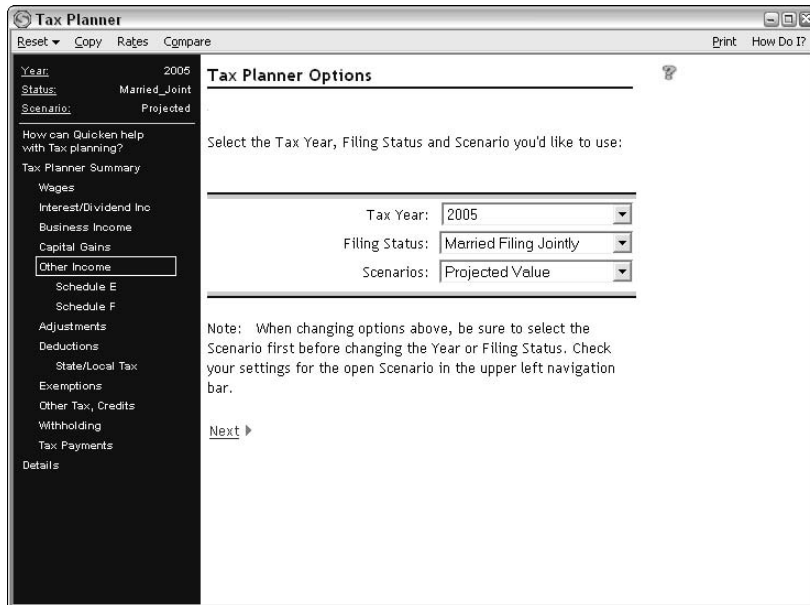 Tax Planner
Reset Copy Rates Compare Print How Do I?
Year: 2005
Status: Married_Joint
Scenario: Projected
How can Quicken help
with Tax planning?
Tax Planner Summary
Wages
Interest/Dividend Inc
Business Income
Capital Gains
Other Income
Schedule E
Schedule F
Adjustments
Deductions
State/Local Tax
Exemptions
Other Tax, Credits
Withholding
Tax Payments
Details
Tax Planner Options
?
Select the Tax Year, Filing Status and Scenario you'd like to use:
Tax Year: 2005
Filing Status: Married Filing Jointly
Scenarios: Projected Value
Note: When changing options above, be sure to select the
Scenario first before changing the Year or Filing Status. Check
your settings for the open Scenario in the upper left navigation
bar.
Next